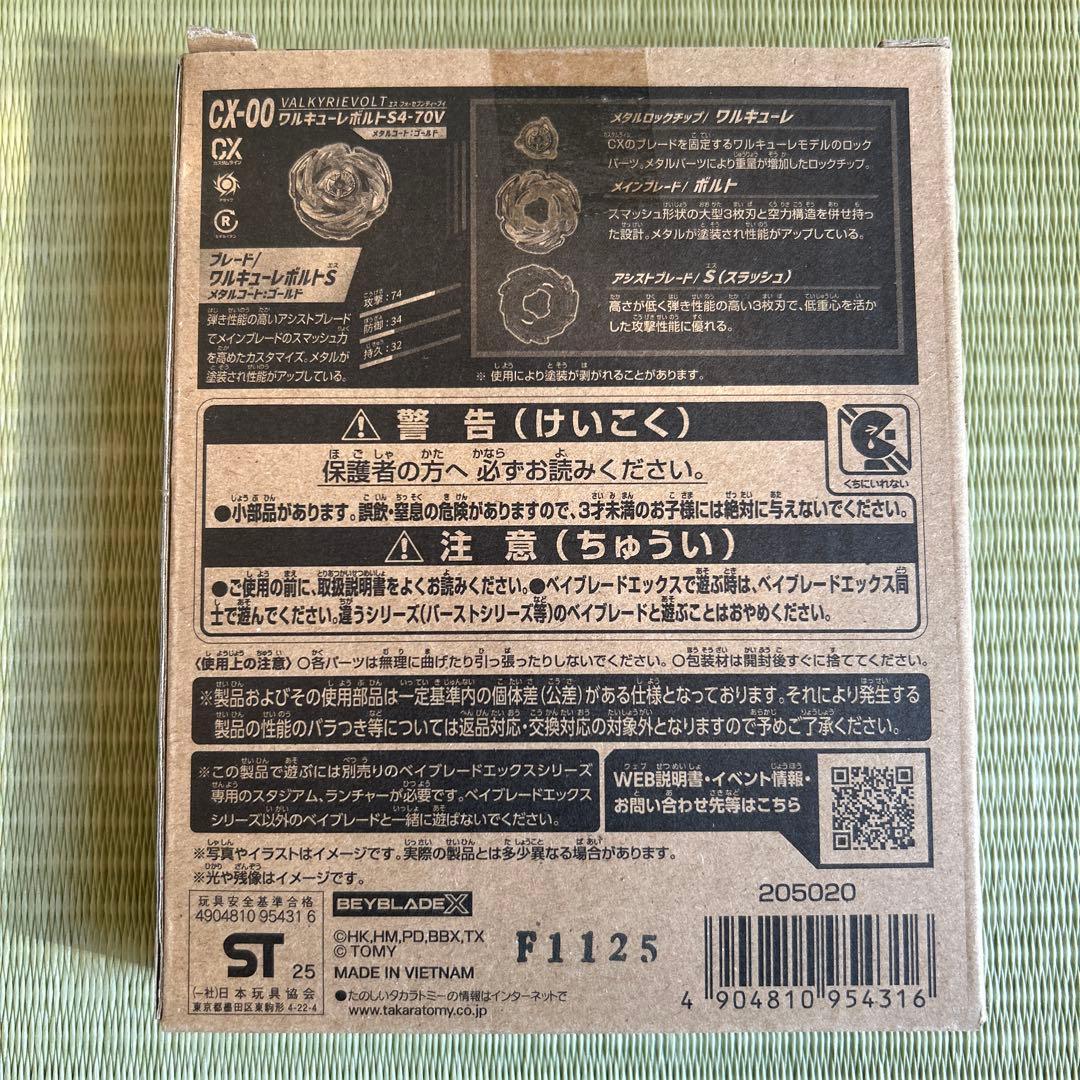 CX-00
VALKYRIEVOLT
エス フォーセブンティーブイ
ワルキューレボルトS4-70V
メタルコート:ゴールド
CX
カスタムライン
アタック
R
ブレード/
ワルキューレボルトS
メタルコート:ゴールド
攻撃:74
防御:34
持久:32
弾き性能の高いアシストブレード
でメインブレードのスマッシュ力
を高めたカスタマイズ。メタルが
塗装され性能がアップしている。
メタルロックチップ/ ワルキューレ
CXのブレードを固定するワルキューレモデルのロック
パーツ。メタルパーツにより重量が増加したロックチップ。
メインブレード/ ボルト
スマッシュ形状の大型3枚刃と空力構造を併せ持っ
た設計。メタルが塗装され性能がアップしている。
アシストブレード/ S(スラッシュ)
高さが低く弾き性能の高い3枚刃で、低重心を活か
した攻撃性能に優れる。
※ 使用により塗装が剥がれることがあります。
警 告(けいこく)
保護者の方へ 必ずお読みください。
くちにいれない
●小部品があります。誤飲・窒息の危険がありますので、3才未満のお子様には絶対に与えないでください。
注 意(ちゅうい)
●ご使用の前に、取扱説明書をよくお読みください。●ベイブレードエックスで遊ぶ時は、ベイブレードエックス同
士で遊んでください。違うシリーズ(バーストシリーズ等)のベイブレードと遊ぶことはおやめください。
〈使用上の注意〉○各パーツは無理に曲げたり引っ張ったりしないでください。○包装材は開封後すぐに捨ててください。
※製品およびその使用部品は一定基準内の個体差(公差)がある仕様となっております。それにより発生する
製品の性能のバラつき等については返品対応・交換対応の対象外となりますので予めご了承ください。
※この製品で遊ぶには別売りのベイブレードエックスシリーズ
専用のスタジアム、ランチャーが必要です。ベイブレードエックス
シリーズ以外のベイブレードと一緒に遊ばないでください。
WEB説明書・イベント情報・
お問い合わせ先等はこちら
※写真やイラストはイメージです。実際の製品とは多少異なる場合があります。
※光や残像はイメージです。
玩具安全基準合格
4904810 95431 6
ST 25
(一社)日本玩具協会
東京都墨田区東駒形 4-22-4
BEYBLADE X
©HK,HM,PD,BBX,TX
© TOMY
MADE IN VIETNAM
●たのしいタカラトミーの情報はインターネットで
www.takaratomy.co.jp
F1125
205020
4 904810 954316